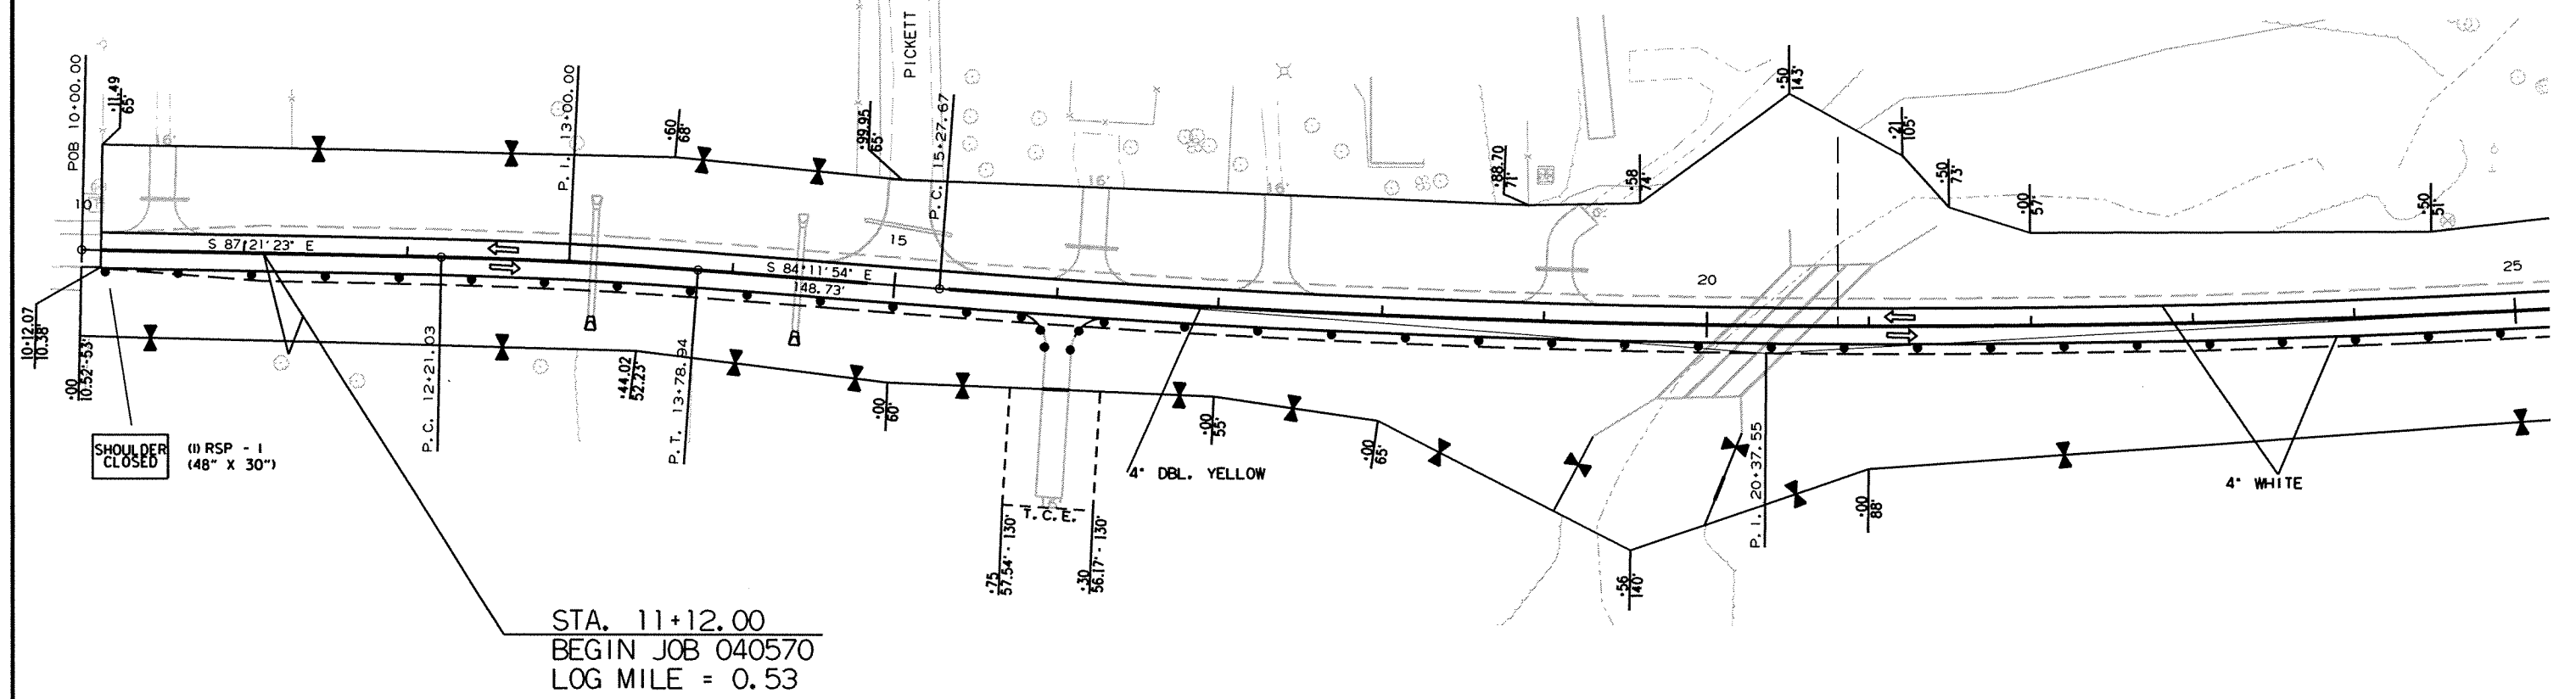 PICKETT
POB 10+00.00
+11.49
65'
16'
10
P.I. 13+00.00
+60
68'
+99.95
65'
P.C. 15+27.67
+88.70
71'
+58
74'
+50
143'
+21
105'
+50
73'
+00
57'
+50
51'
16'
16'
S 87°21'23" E
15
S 84°11'54" E
148.73'
20
25
10+12.07
10.38'
+00
10.52'-53'
P.C. 12+21.03
+44.02
52.23'
P.T. 13+78.94
+00
60'
+00
55'
+00
65'
P.I. 20+37.55
+00
88'
SHOULDER
CLOSED
(1) RSP - 1
(48" X 30")
4" DBL. YELLOW
4" WHITE
16'
T.C.E.
+75
57.54' - 130'
+30
56.17' - 130'
+56
140'
STA. 11+12.00
BEGIN JOB 040570
LOG MILE = 0.53